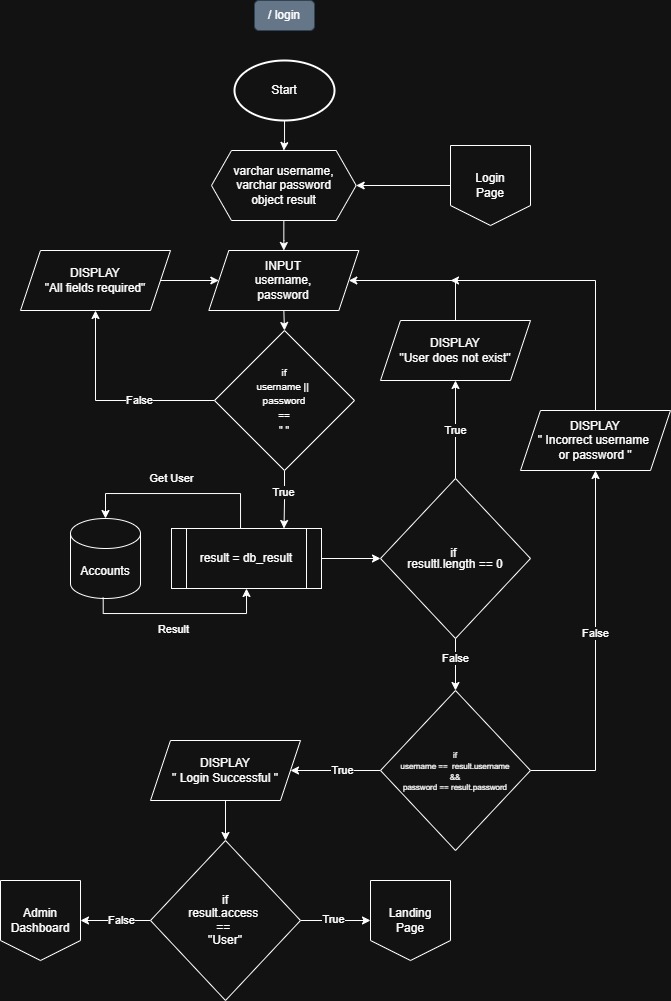 / login
Start
varchar username,
varchar password
object result
Login
Page
DISPLAY
"All fields required"
INPUT
username,
password
DISPLAY
"User does not exist"
if
username ||
password
==
" "
False
True
DISPLAY
" Incorrect username
or password "
True
Get User
Accounts
result = db_result
if
resultl.length == 0
Result
False
False
if
username == result.username
&&
password == result.password
True
DISPLAY
" Login Successful "
if
result.access
==
"User"
False
True
Admin
Dashboard
Landing
Page